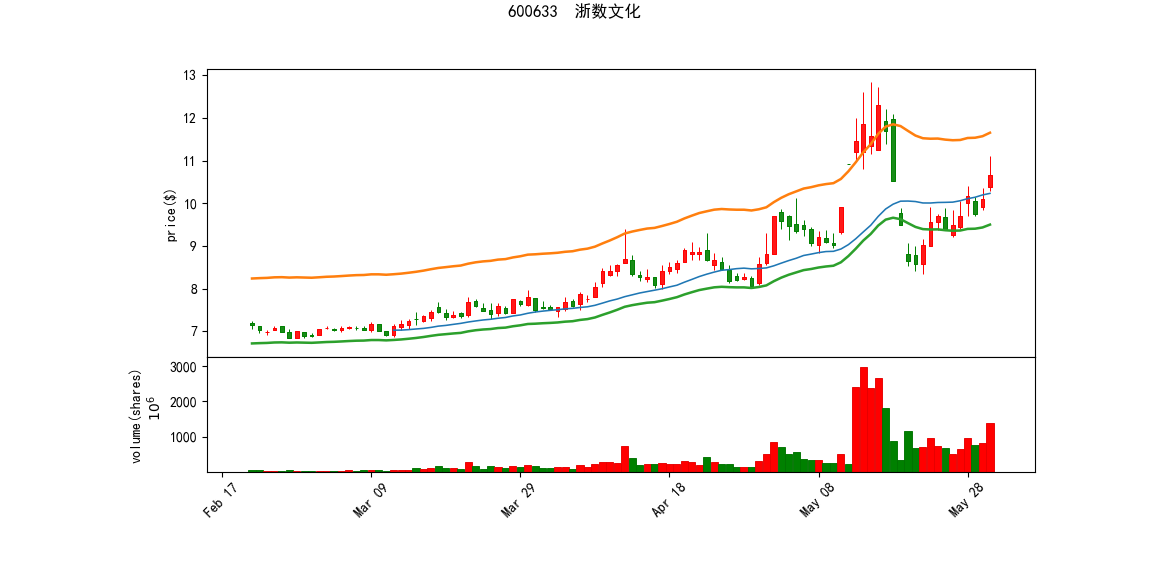 600633 浙数文化
13
12
11
10
9
8
7
price($)
3000
2000
1000
volume(shares)
10^6
Feb 17
Mar 09
Mar 29
Apr 18
May 08
May 28